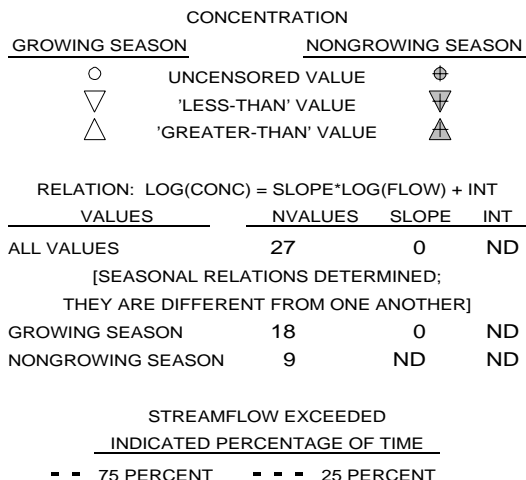 CONCENTRATION
GROWING SEASON NONGROWING SEASON
UNCENSORED VALUE
'LESS-THAN' VALUE
'GREATER-THAN' VALUE
RELATION: LOG(CONC) = SLOPE*LOG(FLOW) + INT
VALUES NVALUES SLOPE INT
ALL VALUES 27 0 ND
[SEASONAL RELATIONS DETERMINED;
THEY ARE DIFFERENT FROM ONE ANOTHER]
GROWING SEASON 18 0 ND
NONGROWING SEASON 9 ND ND
STREAMFLOW EXCEEDED
INDICATED PERCENTAGE OF TIME
75 PERCENT 25 PERCENT